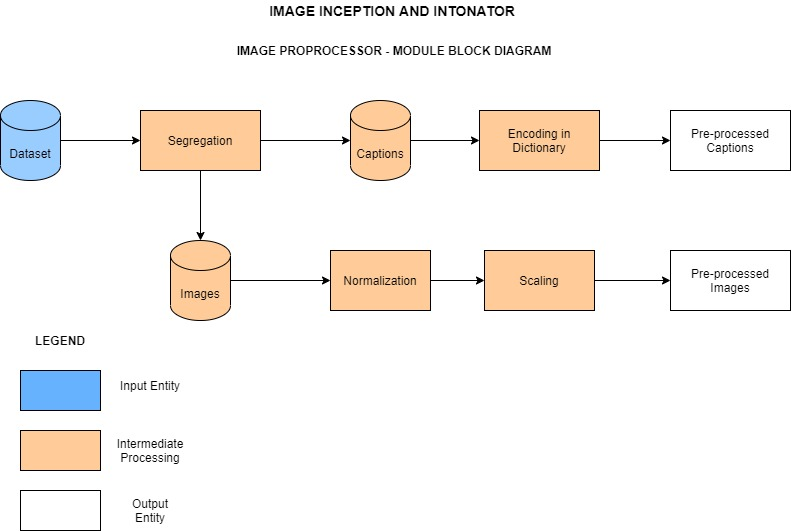 IMAGE INCEPTION AND INTONATOR
IMAGE PROPROCESSOR - MODULE BLOCK DIAGRAM
Dataset
Segregation
Captions
Encoding in
Dictionary
Pre-processed
Captions
Images
Normalization
Scaling
Pre-processed
Images
LEGEND
Input Entity
Intermediate
Processing
Output
Entity